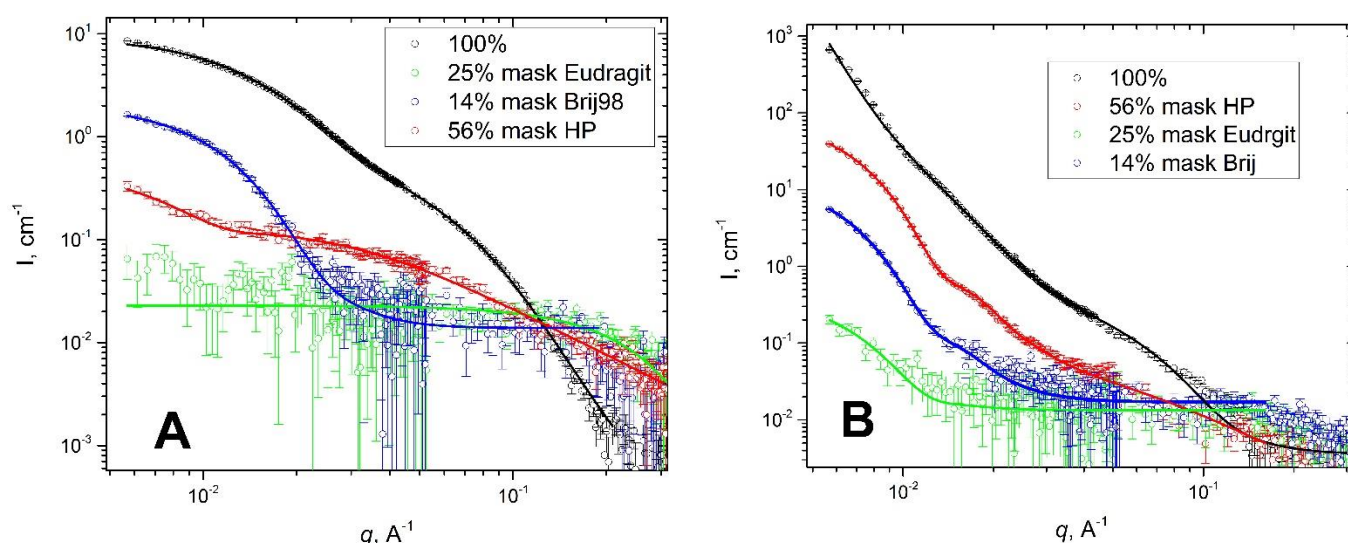 10¹
10⁰
10⁻¹
10⁻²
10⁻³
I, cm⁻¹
100%
25% mask Eudragit
14% mask Brij98
56% mask HP
A
10⁻²
10⁻¹
q, A⁻¹
10³
10²
10¹
10⁰
10⁻¹
10⁻²
I, cm⁻¹
100%
56% mask HP
25% mask Eudrgit
14% mask Brij
B
10⁻²
10⁻¹
q, A⁻¹